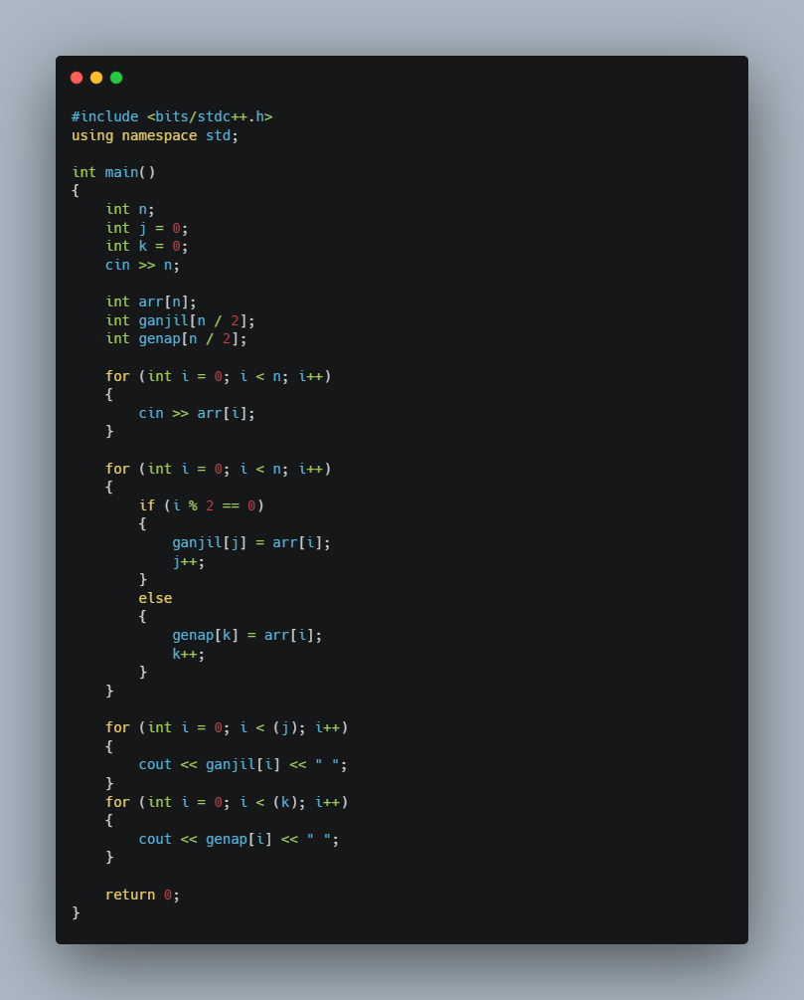 #include <bits/stdc++.h>
using namespace std;

int main()
{
    int n;
    int j = 0;
    int k = 0;
    cin >> n;

    int arr[n];
    int ganjil[n / 2];
    int genap[n / 2];

    for (int i = 0; i < n; i++)
    {
        cin >> arr[i];
    }

    for (int i = 0; i < n; i++)
    {
        if (i % 2 == 0)
        {
            ganjil[j] = arr[i];
            j++;
        }
        else
        {
            genap[k] = arr[i];
            k++;
        }
    }

    for (int i = 0; i < (j); i++)
    {
        cout << ganjil[i] << " ";
    }
    for (int i = 0; i < (k); i++)
    {
        cout << genap[i] << " ";
    }

    return 0;
}